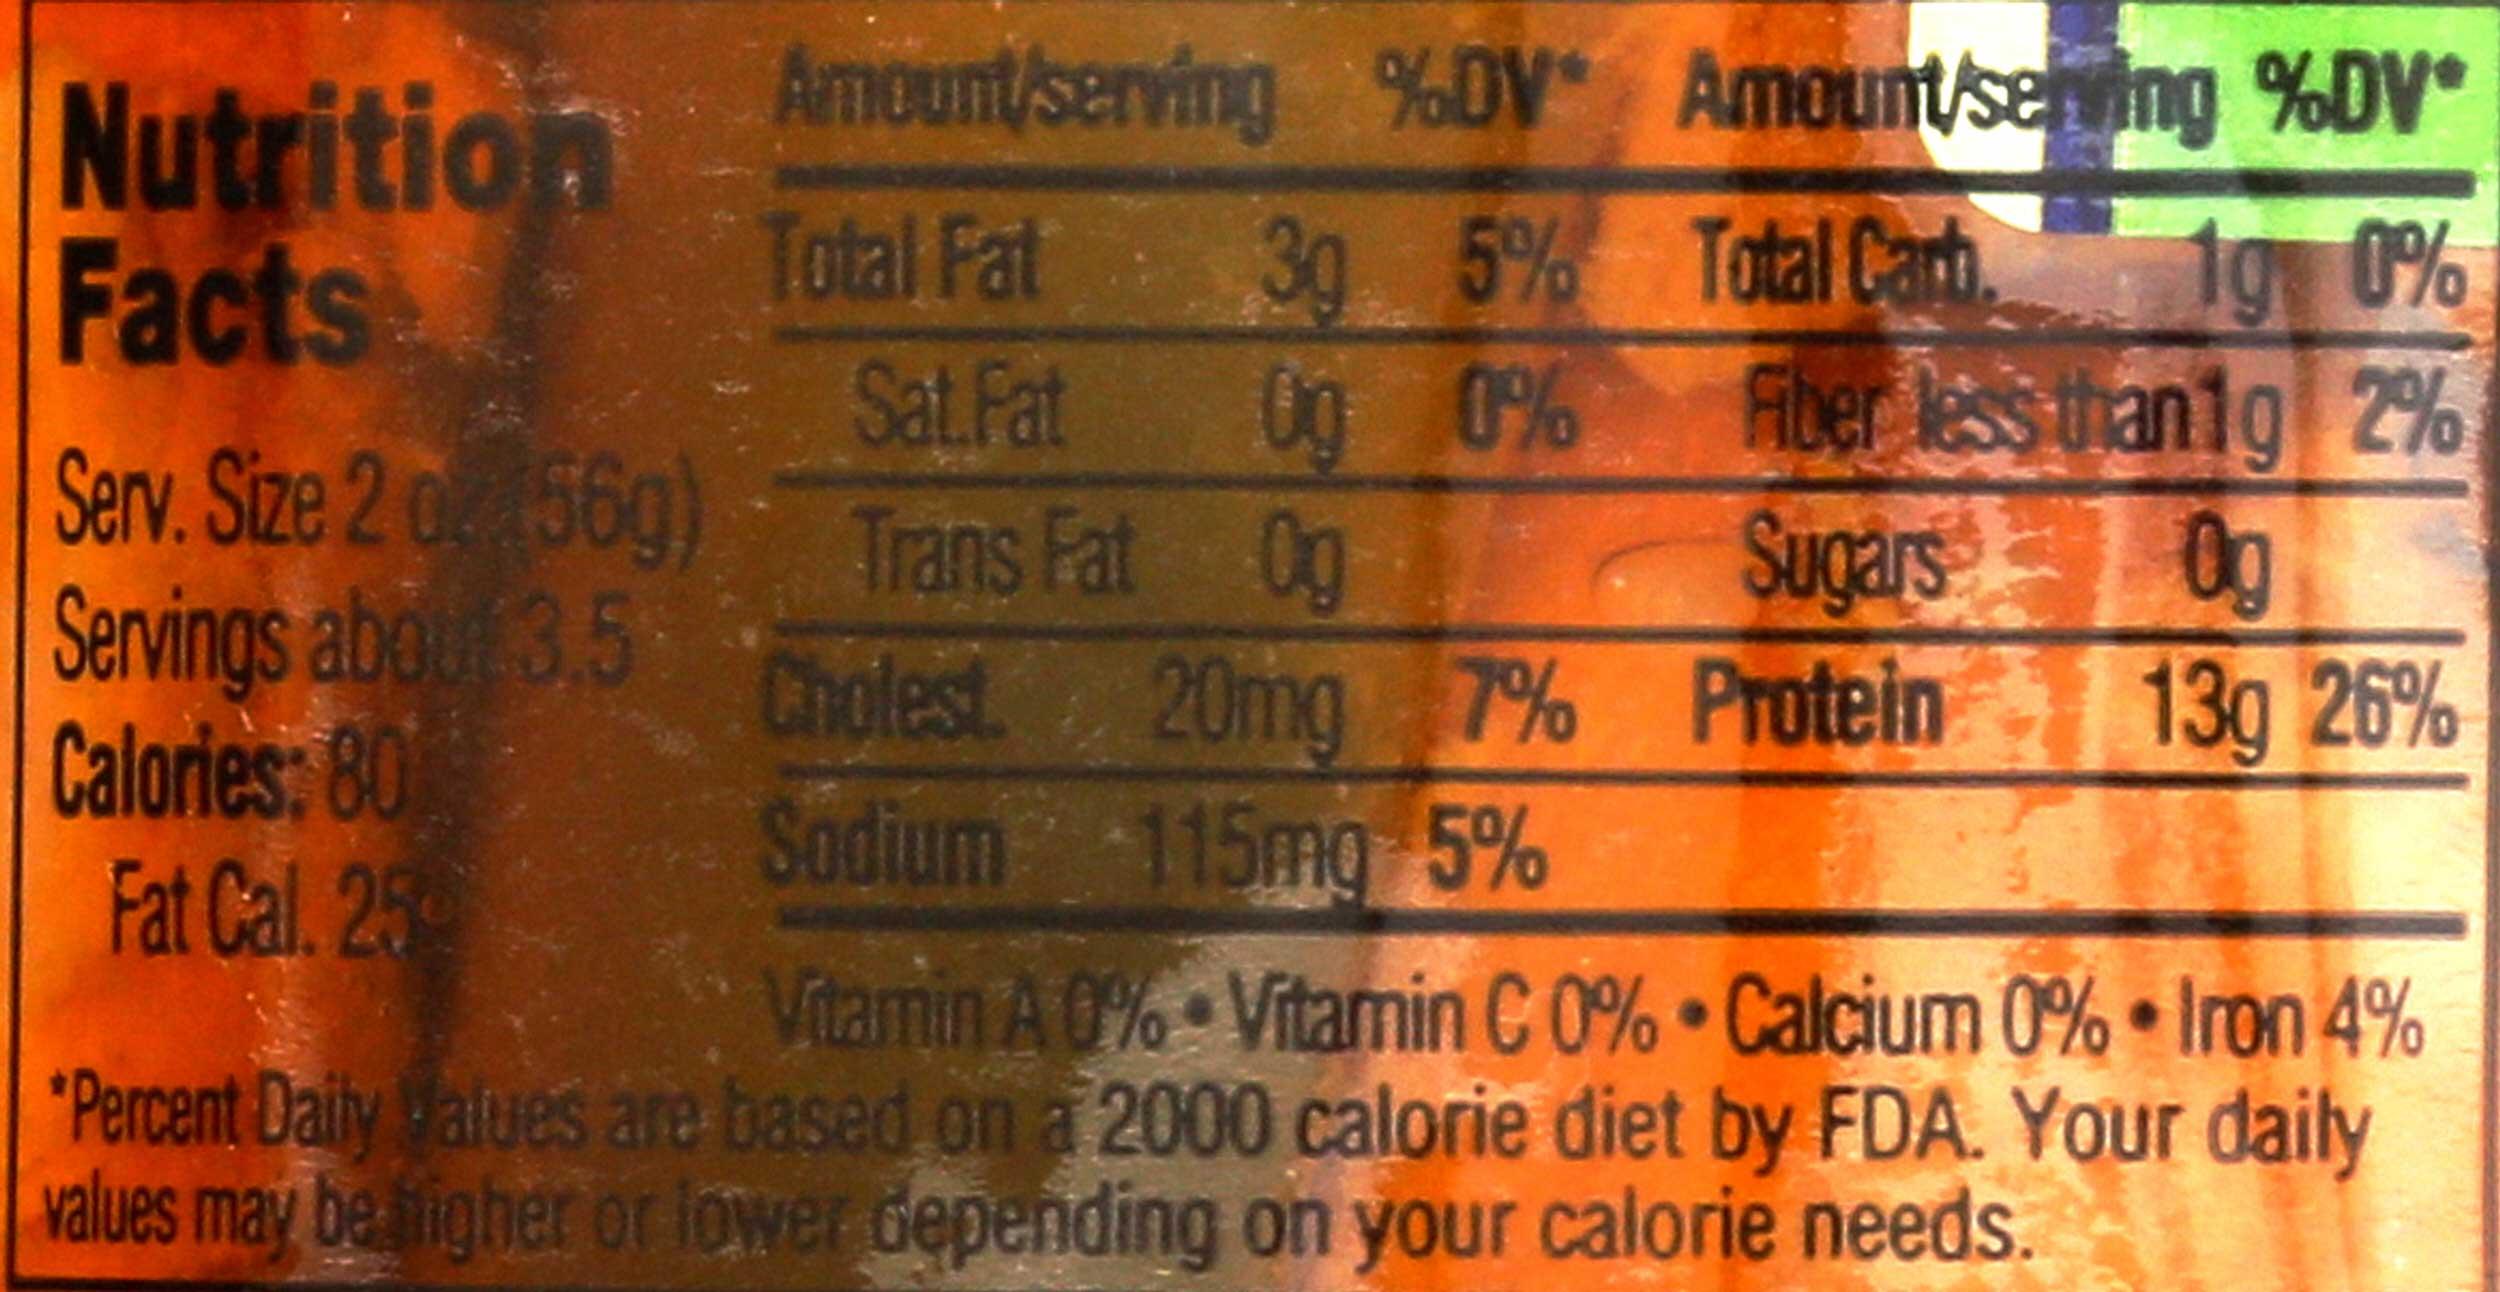 Nutrition
Facts
Serv. Size 2 oz (56g)
Servings about 3.5
Calories: 80
Fat Cal. 25
Amount/serving %DV* Amount/serving %DV*
Total Fat 3g 5% Total Carb. 1g 0%
Sat.Fat 0g 0% Fiber less than 1g 2%
Trans Fat 0g Sugars 0g
Cholest. 20mg 7% Protein 13g 26%
Sodium 115mg 5%
Vitamin A 0% • Vitamin C 0% • Calcium 0% • Iron 4%
*Percent Daily Values are based on a 2000 calorie diet by FDA. Your daily
values may be higher or lower depending on your calorie needs.